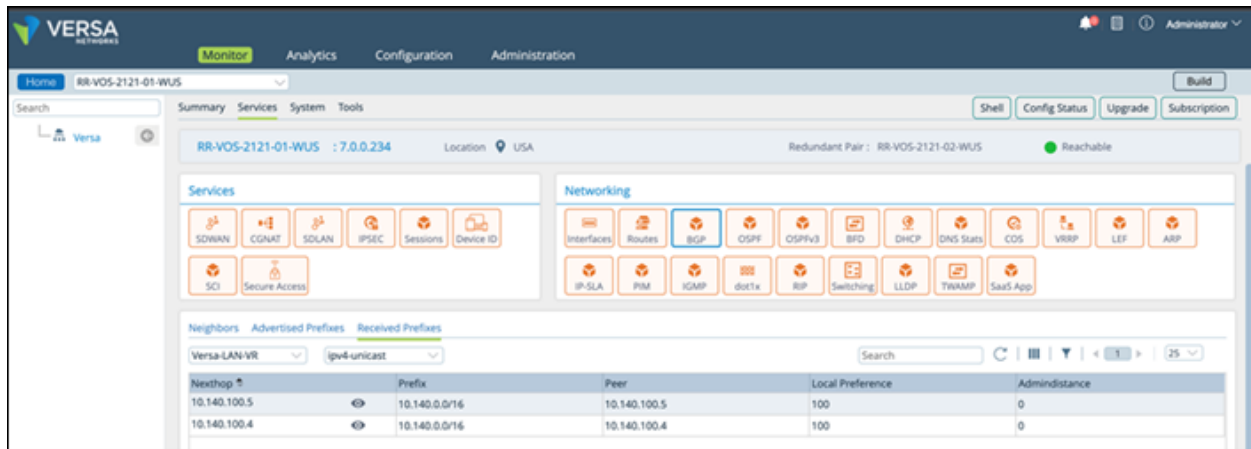 VERSA
NETWORKS
Administrator
Monitor Analytics Configuration Administration
Home RR-VOS-2121-01-WUS Build
Search Summary Services System Tools Shell Config Status Upgrade Subscription
Versa
RR-VOS-2121-01-WUS : 7.0.0.234 Location USA Redundant Pair : RR-VOS-2121-02-WUS Reachable
Services Networking
SDWAN CGNAT SDLAN IPSEC Sessions Device ID Interfaces Routes BGP OSPF OSPFv3 BFD DHCP DNS Stats COS VRRP LEF ARP
SCI Secure Access IP-SLA PIM IGMP dot1x RIP Switching LLDP TWAMP SaaS App
Neighbors Advertised Prefixes Received Prefixes
Versa-LAN-VR ipv4-unicast Search 1 25
Nexthop Prefix Peer Local Preference Admindistance
10.140.100.5 10.140.0.0/16 10.140.100.5 100 0
10.140.100.4 10.140.0.0/16 10.140.100.4 100 0